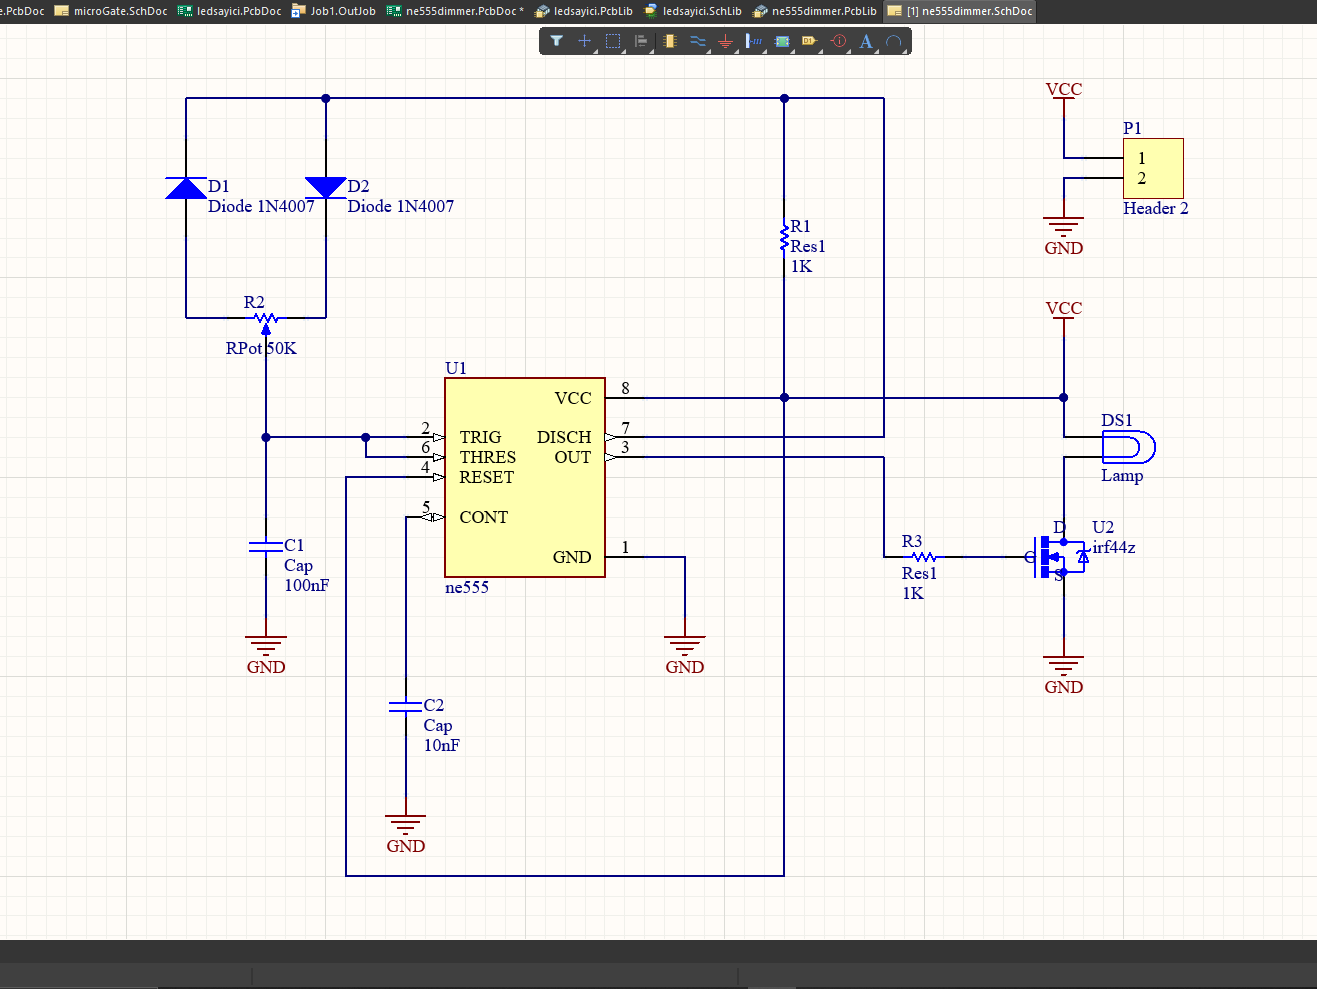 e.PcbDoc
microGate.SchDoc
ledsayici.PcbDoc
Job1.OutJob
ne555dimmer.PcbDoc *
ledsayici.PcbLib
ledsayici.SchLib
ne555dimmer.PcbLib
[1] ne555dimmer.SchDoc
A
VCC
P1
1
2
Header 2
GND
D1
Diode 1N4007
D2
Diode 1N4007
R1
Res1
1K
R2
RPot 50K
VCC
U1
VCC 8
2 TRIG
DISCH 7
6 THRES
OUT 3
4 RESET
5 CONT
GND 1
ne555
DS1
Lamp
D
G
S
U2
irf44z
R3
Res1
1K
C1
Cap
100nF
GND
GND
GND
C2
Cap
10nF
GND